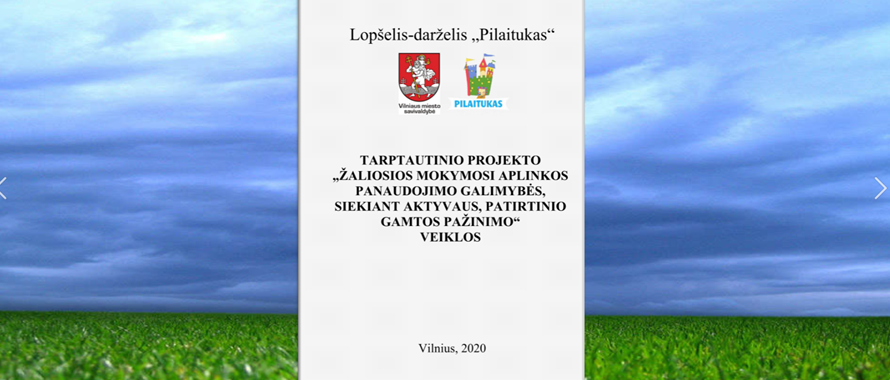 Lopšelis-darželis „Pilaitukas“
Vilniaus miesto
savivaldybė
PILAITUKAS
TARPTAUTINIO PROJEKTO
„ŽALIOSIOS MOKYMOSI APLINKOS
PANAUDOJIMO GALIMYBĖS,
SIEKIANT AKTYVAUS, PATIRTINIO
GAMTOS PAŽINIMO“
VEIKLOS
Vilnius, 2020